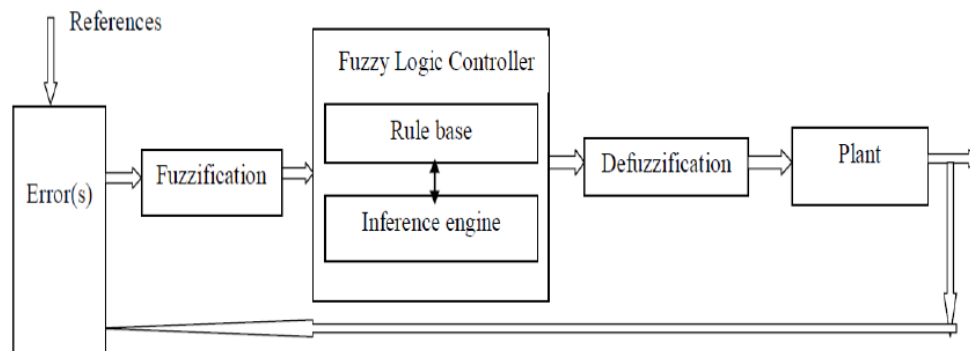 References
Fuzzy Logic Controller
Rule base
Plant
Fuzzification
Defuzzification
Error(s)
Inference engine